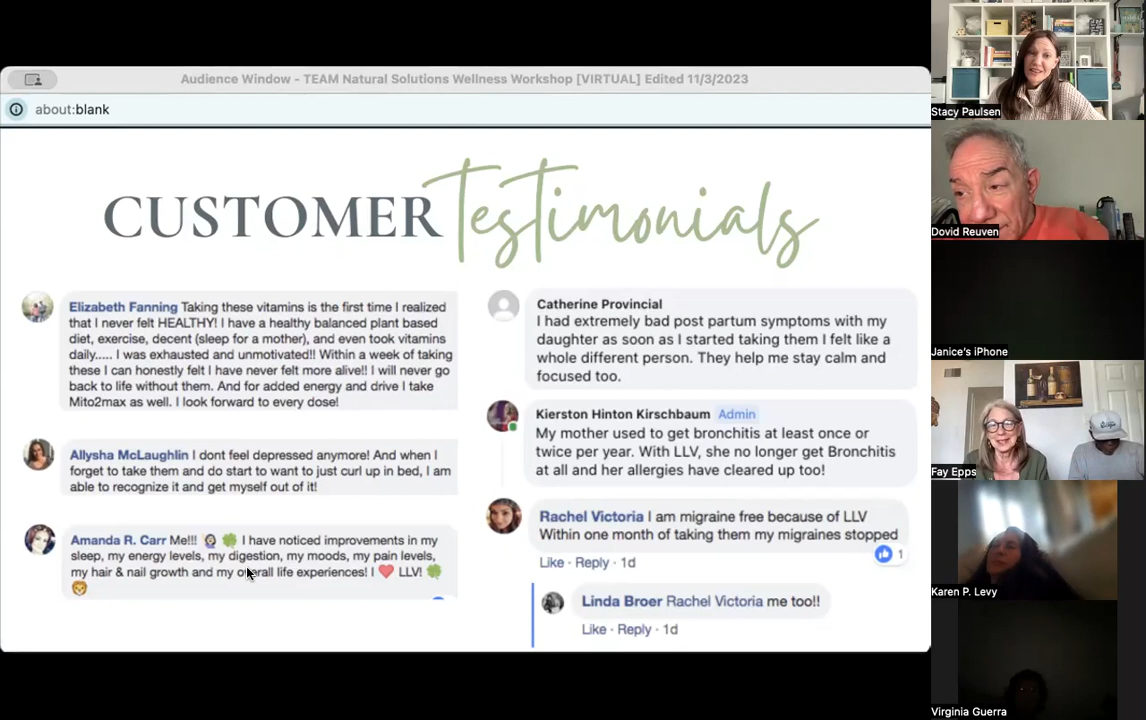 Audience Window - TEAM Natural Solutions Wellness Workshop [VIRTUAL] Edited 11/3/2023
about:blank
CUSTOMER Testimonials
Elizabeth Fanning Taking these vitamins is the first time I realized
that I never felt HEALTHY! I have a healthy balanced plant based
diet, exercise, decent (sleep for a mother), and even took vitamins
daily..... I was exhausted and unmotivated!! Within a week of taking
these I can honestly felt I have never felt more alive!! I will never go
back to life without them. And for added energy and drive I take
Mito2max as well. I look forward to every dose!
Allysha McLaughlin I dont feel depressed anymore! And when I
forget to take them and do start to want to just curl up in bed, I am
able to recognize it and get myself out of it!
Amanda R. Carr Me!!! 🙋🏼‍♀️ 🍀 I have noticed improvements in my
sleep, my energy levels, my digestion, my moods, my pain levels,
my hair & nail growth and my overall life experiences! I ❤️ LLV! 🍀
🦁
Catherine Provincial
I had extremely bad post partum symptoms with my
daughter as soon as I started taking them I felt like a
whole different person. They help me stay calm and
focused too.
Kierston Hinton Kirschbaum Admin
My mother used to get bronchitis at least once or
twice per year. With LLV, she no longer get Bronchitis
at all and her allergies have cleared up too!
Rachel Victoria I am migraine free because of LLV
Within one month of taking them my migraines stopped
1
Like · Reply · 1d
Linda Broer Rachel Victoria me too!!
Like · Reply · 1d
Stacy Paulsen
Dovid Reuven
Janice's iPhone
Fay Epps
Karen P. Levy
Virginia Guerra